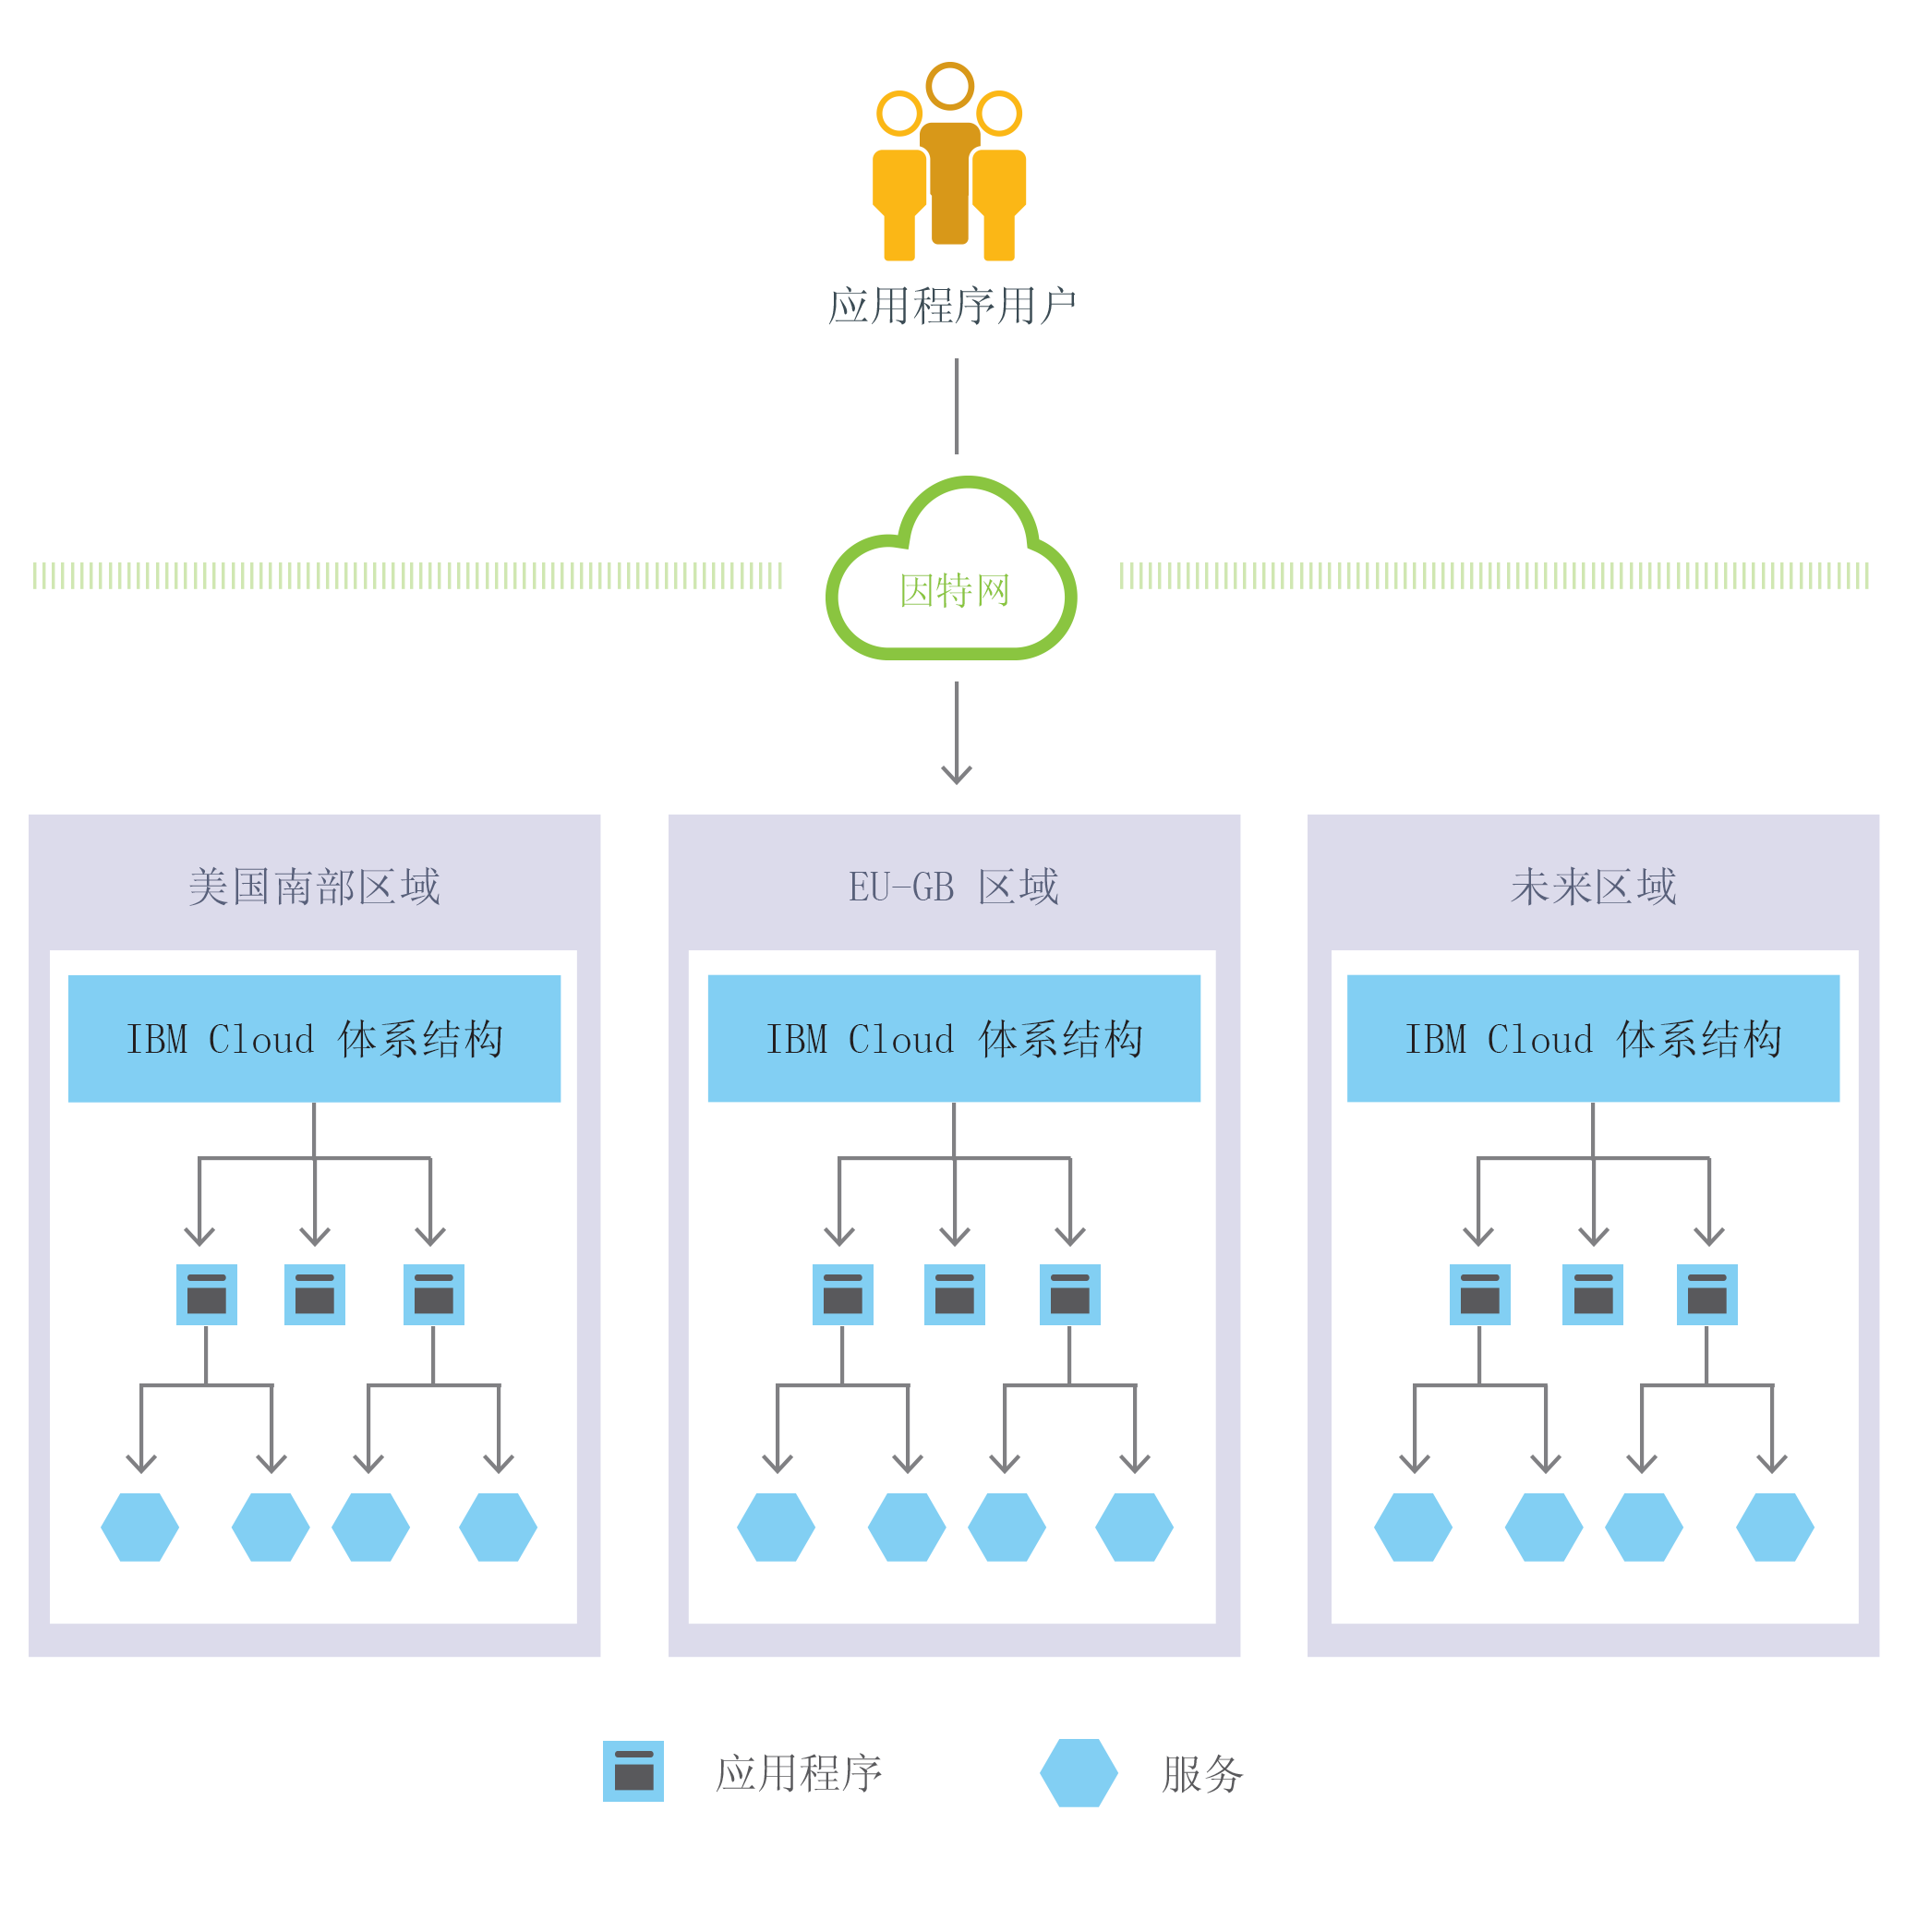 应用程序用户
因特网
美国南部区域
EU-GB 区域
未来区域
IBM Cloud 体系结构
IBM Cloud 体系结构
IBM Cloud 体系结构
应用程序
服务